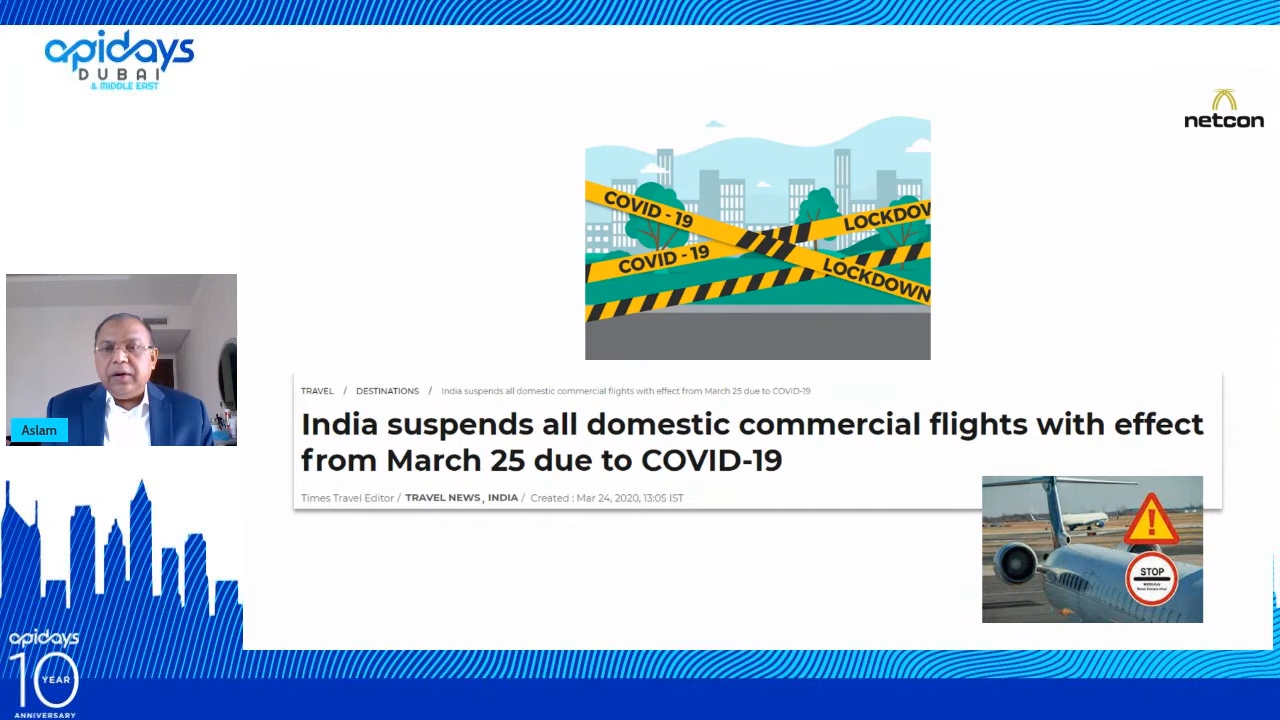 apidays
DUBAI
& MIDDLE EAST
netcon
COVID - 19
LOCKDOW
COVID - 19
LOCKDOWN
Aslam
TRAVEL / DESTINATIONS / India suspends all domestic commercial flights with effect from March 25 due to COVID-19
India suspends all domestic commercial flights with effect
from March 25 due to COVID-19
Times Travel Editor / TRAVEL NEWS, INDIA / Created : Mar 24, 2020, 13:05 IST
STOP
apidays
10
YEAR
ANNIVERSARY